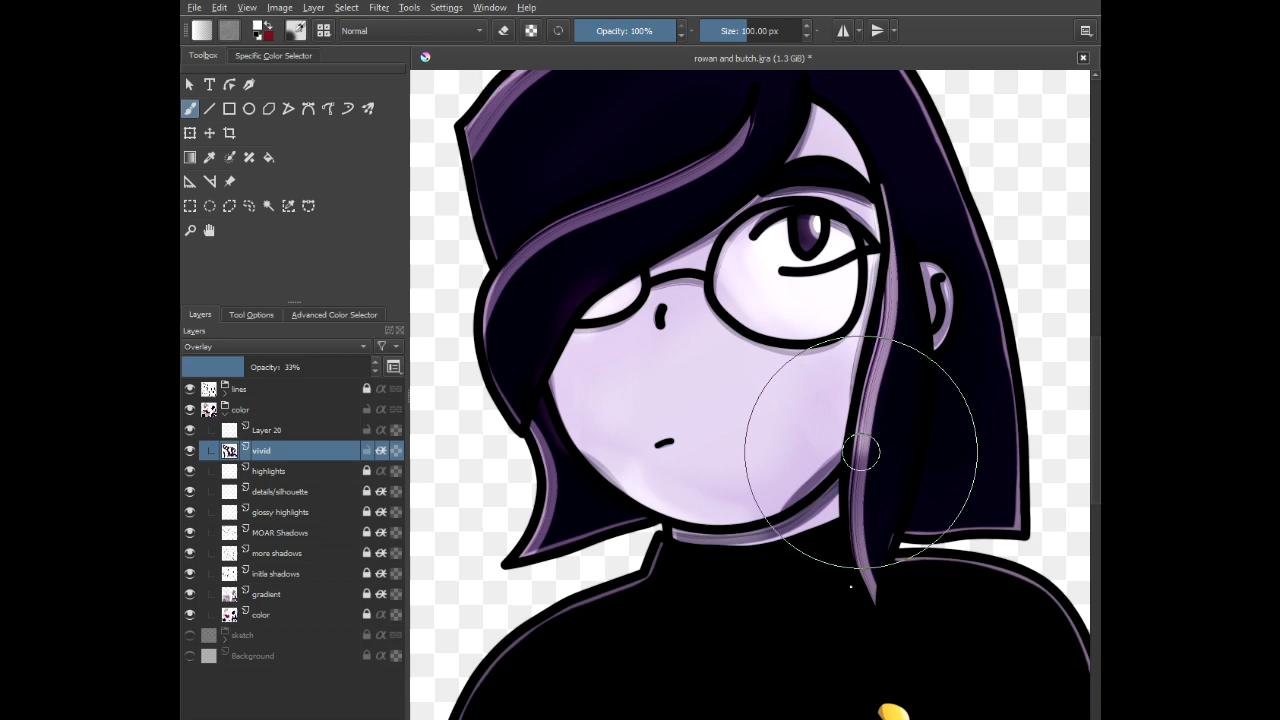 File Edit View Image Layer Select Filter Tools Settings Window Help
Normal Opacity: 100% Size: 100.00 px
Toolbox Specific Color Selector rowan and butch.kra (1.3 GiB) *
Layers Tool Options Advanced Color Selector
Layers
Overlay
Opacity: 33%
lines
color
Layer 20
vivid
highlights
details/silhouette
glossy highlights
MOAR Shadows
more shadows
initla shadows
gradient
color
sketch
Background